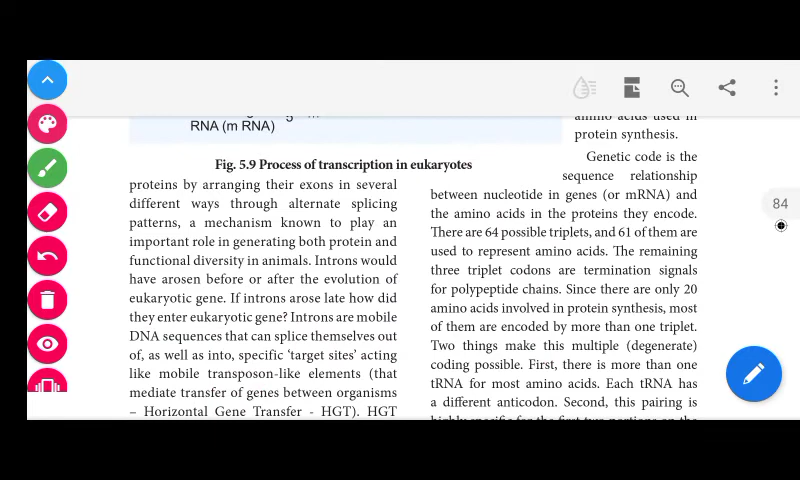 RNA (m RNA)
Fig. 5.9 Process of transcription in eukaryotes
proteins by arranging their exons in several
different ways through alternate splicing
patterns, a mechanism known to play an
important role in generating both protein and
functional diversity in animals. Introns would
have arosen before or after the evolution of
eukaryotic gene. If introns arose late how did
they enter eukaryotic gene? Introns are mobile
DNA sequences that can splice themselves out
of, as well as into, specific ‘target sites’ acting
like mobile transposon-like elements (that
mediate transfer of genes between organisms
– Horizontal Gene Transfer - HGT). HGT
amino acids used in
protein synthesis.
Genetic code is the
sequence relationship
between nucleotide in genes (or mRNA) and
the amino acids in the proteins they encode.
There are 64 possible triplets, and 61 of them are
used to represent amino acids. The remaining
three triplet codons are termination signals
for polypeptide chains. Since there are only 20
amino acids involved in protein synthesis, most
of them are encoded by more than one triplet.
Two things make this multiple (degenerate)
coding possible. First, there is more than one
tRNA for most amino acids. Each tRNA has
a different anticodon. Second, this pairing is
highly specific for the first two portions on the
84